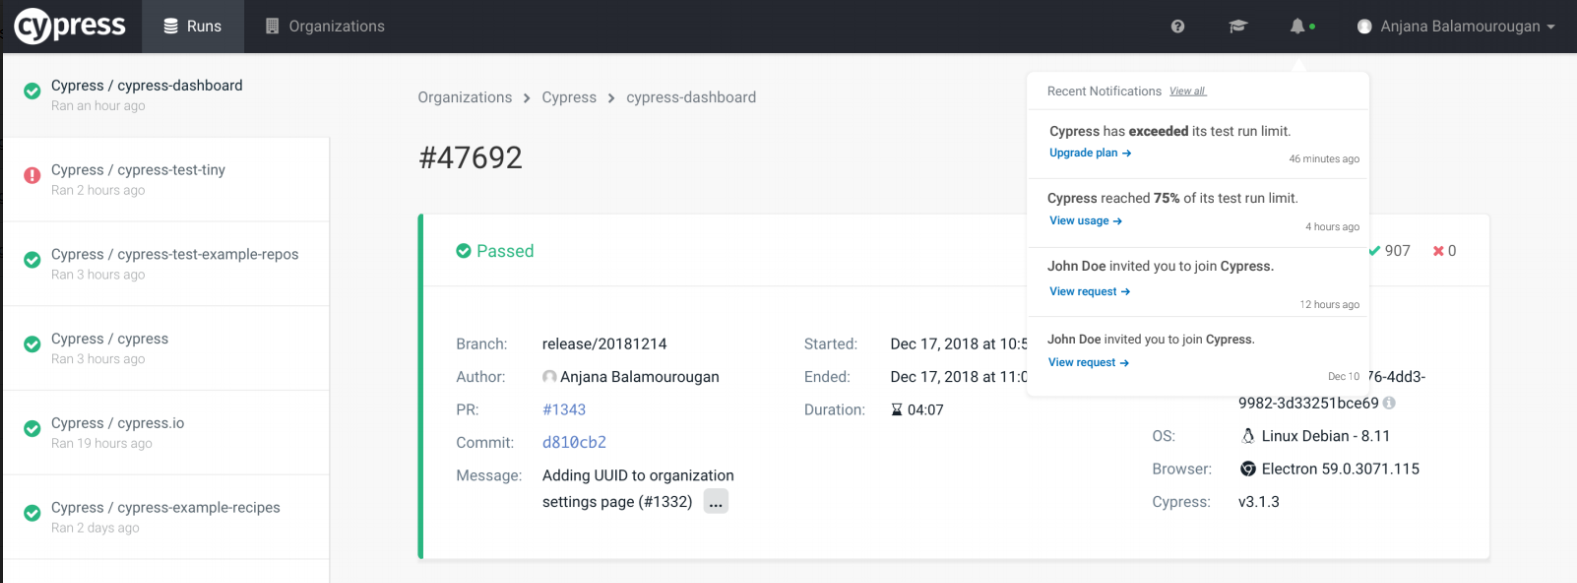 cypress
Runs
Organizations
Anjana Balamourougan
Cypress / cypress-dashboard
Ran an hour ago
Cypress / cypress-test-tiny
Ran 2 hours ago
Cypress / cypress-test-example-repos
Ran 3 hours ago
Cypress / cypress
Ran 3 hours ago
Cypress / cypress.io
Ran 19 hours ago
Cypress / cypress-example-recipes
Ran 2 days ago
Organizations > Cypress > cypress-dashboard
#47692
Passed
907
0
Branch: release/20181214
Author: Anjana Balamourougan
PR: #1343
Commit: d810cb2
Message: Adding UUID to organization
settings page (#1332) ...
Started: Dec 17, 2018 at 10:5
Ended: Dec 17, 2018 at 11:0
Duration: 04:07
76-4dd3-
9982-3d33251bce69
OS: Linux Debian - 8.11
Browser: Electron 59.0.3071.115
Cypress: v3.1.3
Recent Notifications View all
Cypress has exceeded its test run limit.
Upgrade plan →
46 minutes ago
Cypress reached 75% of its test run limit.
View usage →
4 hours ago
John Doe invited you to join Cypress.
View request →
12 hours ago
John Doe invited you to join Cypress.
View request →
Dec 10